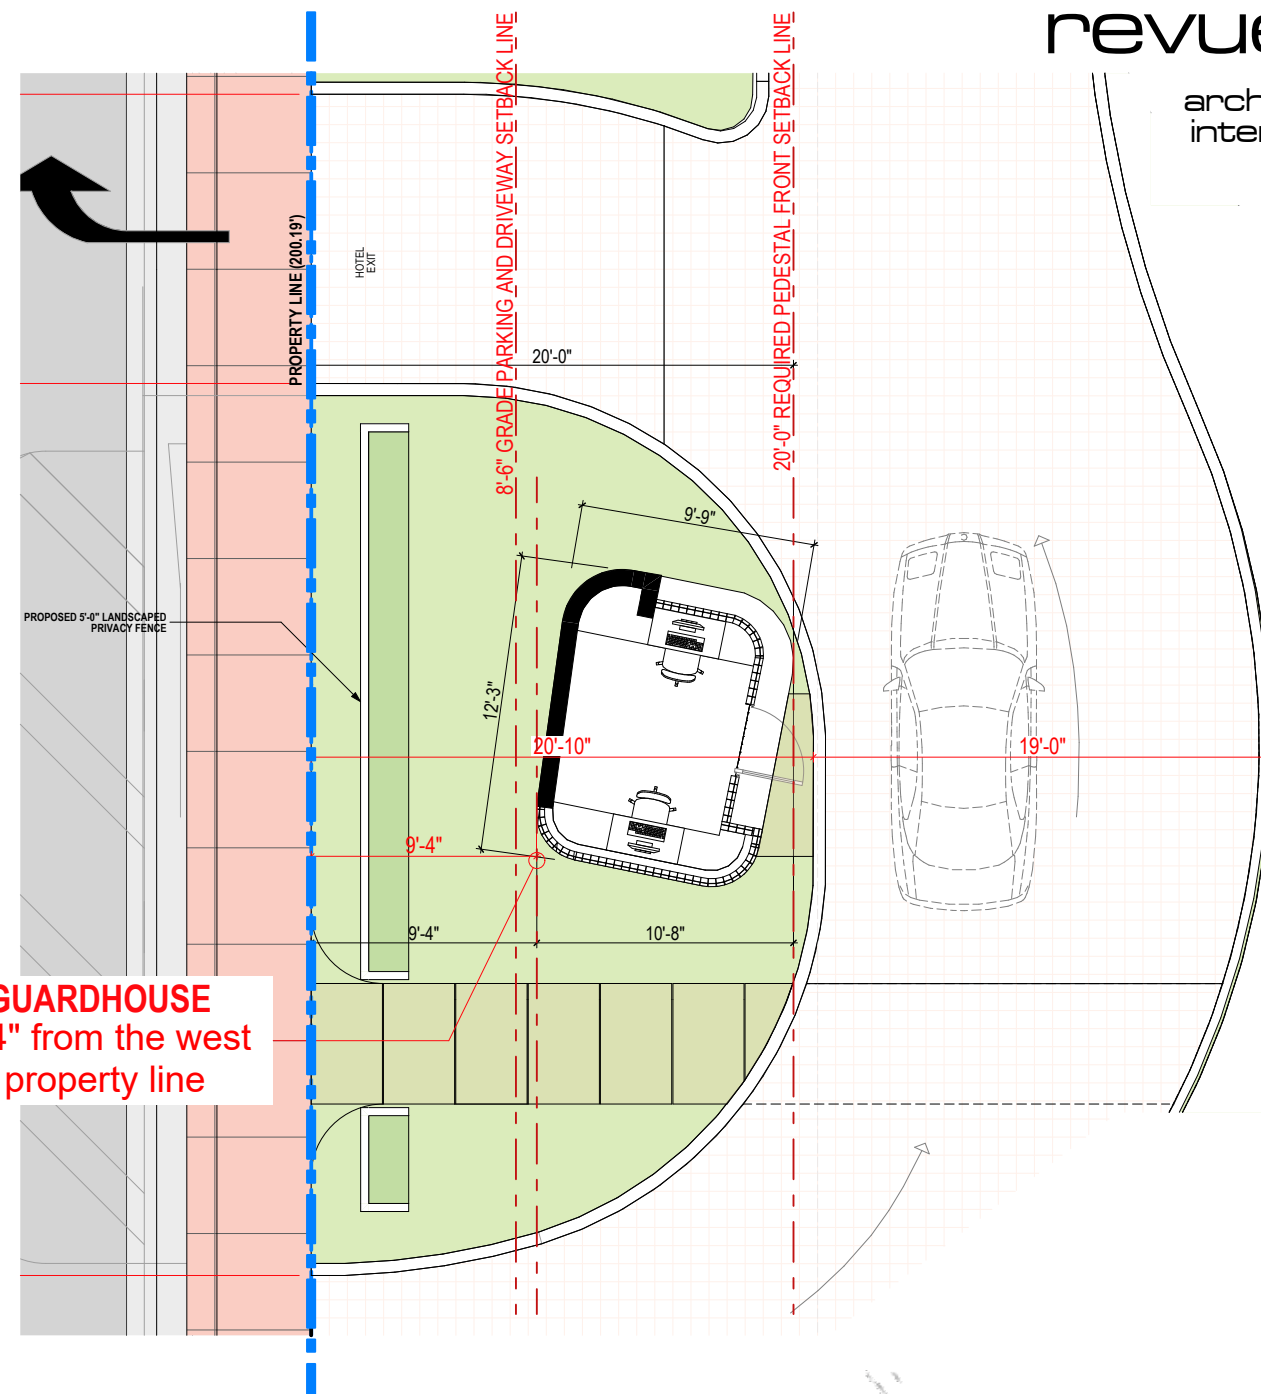 revue
arch
inter
8'-6" GRADE PARKING AND DRIVEWAY SETBACK LINE
20'-0" REQUIRED PEDESTAL FRONT SETBACK LINE
PROPERTY LINE (200.19')
HOTEL
EXIT
20'-0"
9'-9"
PROPOSED 5'-0" LANDSCAPED
PRIVACY FENCE
12'-3"
20'-10"
19'-0"
9'-4"
9'-4"
10'-8"
GUARDHOUSE
4" from the west
property line